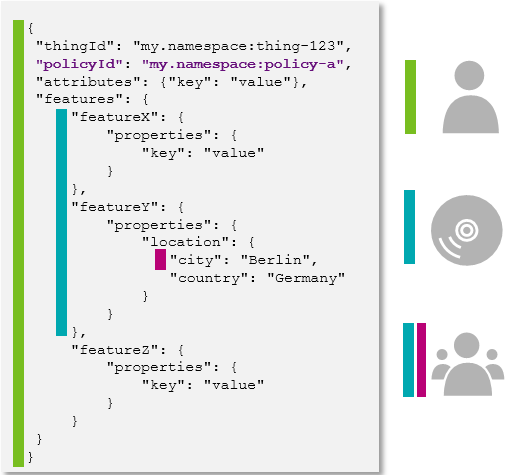 {
"thingId": "my.namespace:thing-123",
"policyId": "my.namespace:policy-a",
"attributes": {"key": "value"},
"features": {
"featureX": {
"properties": {
"key": "value"
}
},
"featureY": {
"properties": {
"location": {
"city": "Berlin",
"country": "Germany"
}
}
},
"featureZ": {
"properties": {
"key": "value"
}
}
}
}